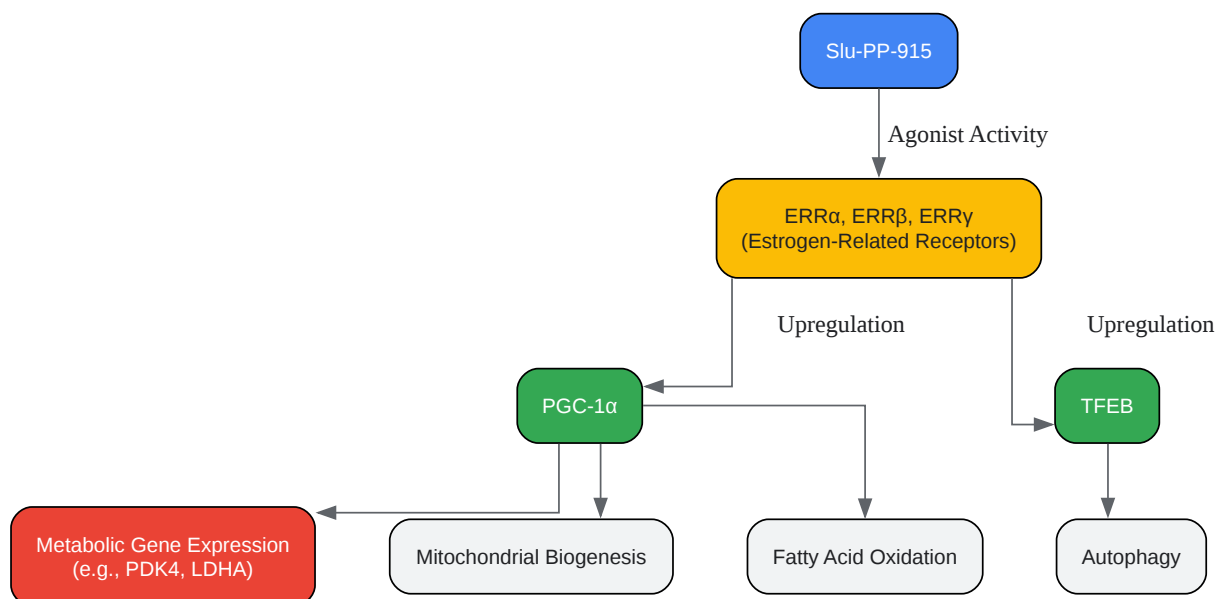 Slu-PP-915
Agonist Activity
ERRα, ERRβ, ERRγ
(Estrogen-Related Receptors)
Upregulation
Upregulation
PGC-1α
TFEB
Metabolic Gene Expression
(e.g., PDK4, LDHA)
Mitochondrial Biogenesis
Fatty Acid Oxidation
Autophagy